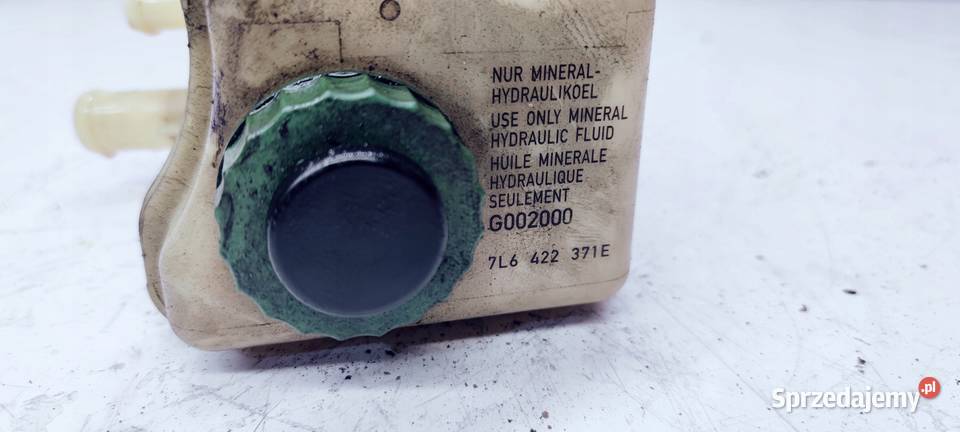 NUR MINERAL-
HYDRAULIKOEL
USE ONLY MINERAL
HYDRAULIC FLUID
HUILE MINERALE
HYDRAULIQUE
SEULEMENT
G002000
7L6 422 371E
Sprzedajemy.pl